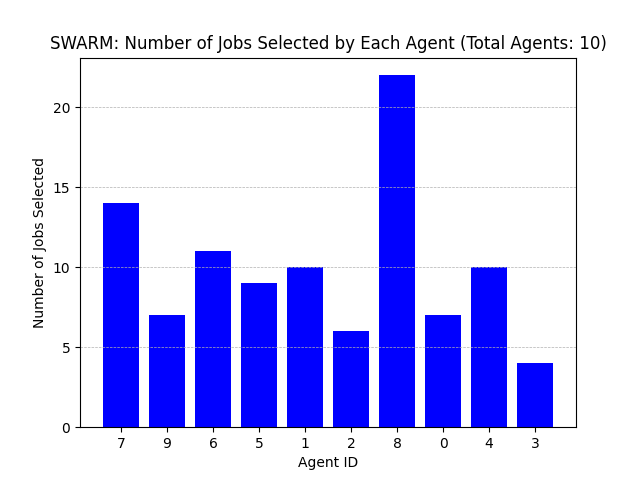 SWARM: Number of Jobs Selected by Each Agent (Total Agents: 10)
Number of Jobs Selected
20
15
10
5
0
7 9 6 5 1 2 8 0 4 3
Agent ID